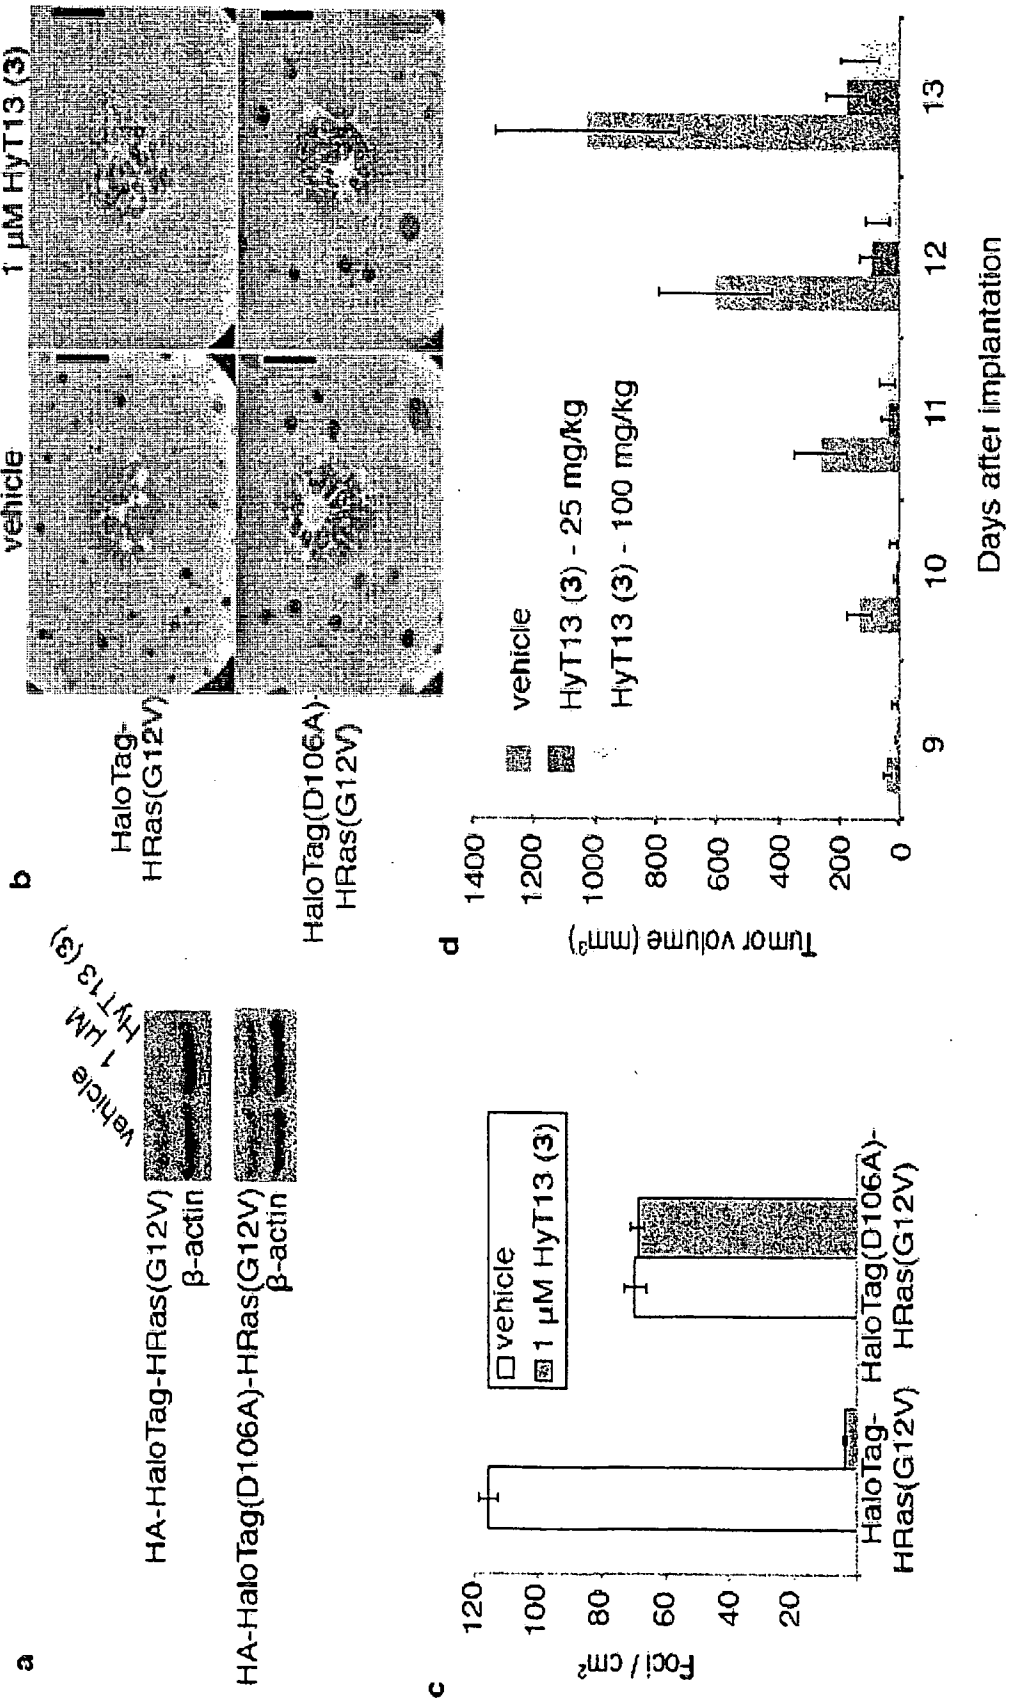 a
vehicle
1 µM
HyT13 (3)
HA-HaloTag-HRas(G12V)
β-actin
HA-HaloTag(D106A)-HRas(G12V)
β-actin
b
vehicle
1 µM HyT13 (3)
HaloTag-
HRas(G12V)
HaloTag(D106A)-
HRas(G12V)
c
Foci / cm²
120
100
80
60
40
20
vehicle
1 µM HyT13 (3)
HaloTag-
HRas(G12V)
HaloTag(D106A)-
HRas(G12V)
d
Tumor volume (mm³)
1400
1200
1000
800
600
400
200
0
vehicle
HyT13 (3) - 25 mg/kg
HyT13 (3) - 100 mg/kg
9
10
11
12
13
Days after implantation